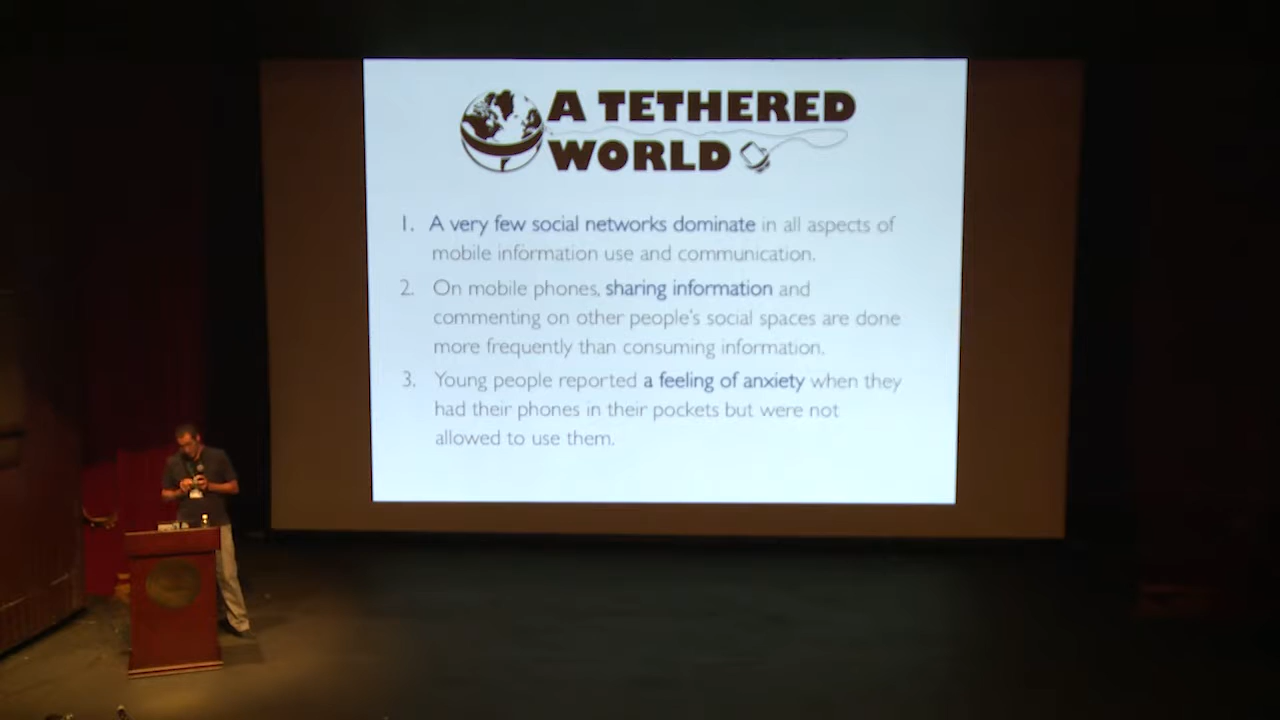 A TETHERED
WORLD
1. A very few social networks dominate in all aspects of
mobile information use and communication.
2. On mobile phones, sharing information and
commenting on other people's social spaces are done
more frequently than consuming information.
3. Young people reported a feeling of anxiety when they
had their phones in their pockets but were not
allowed to use them.